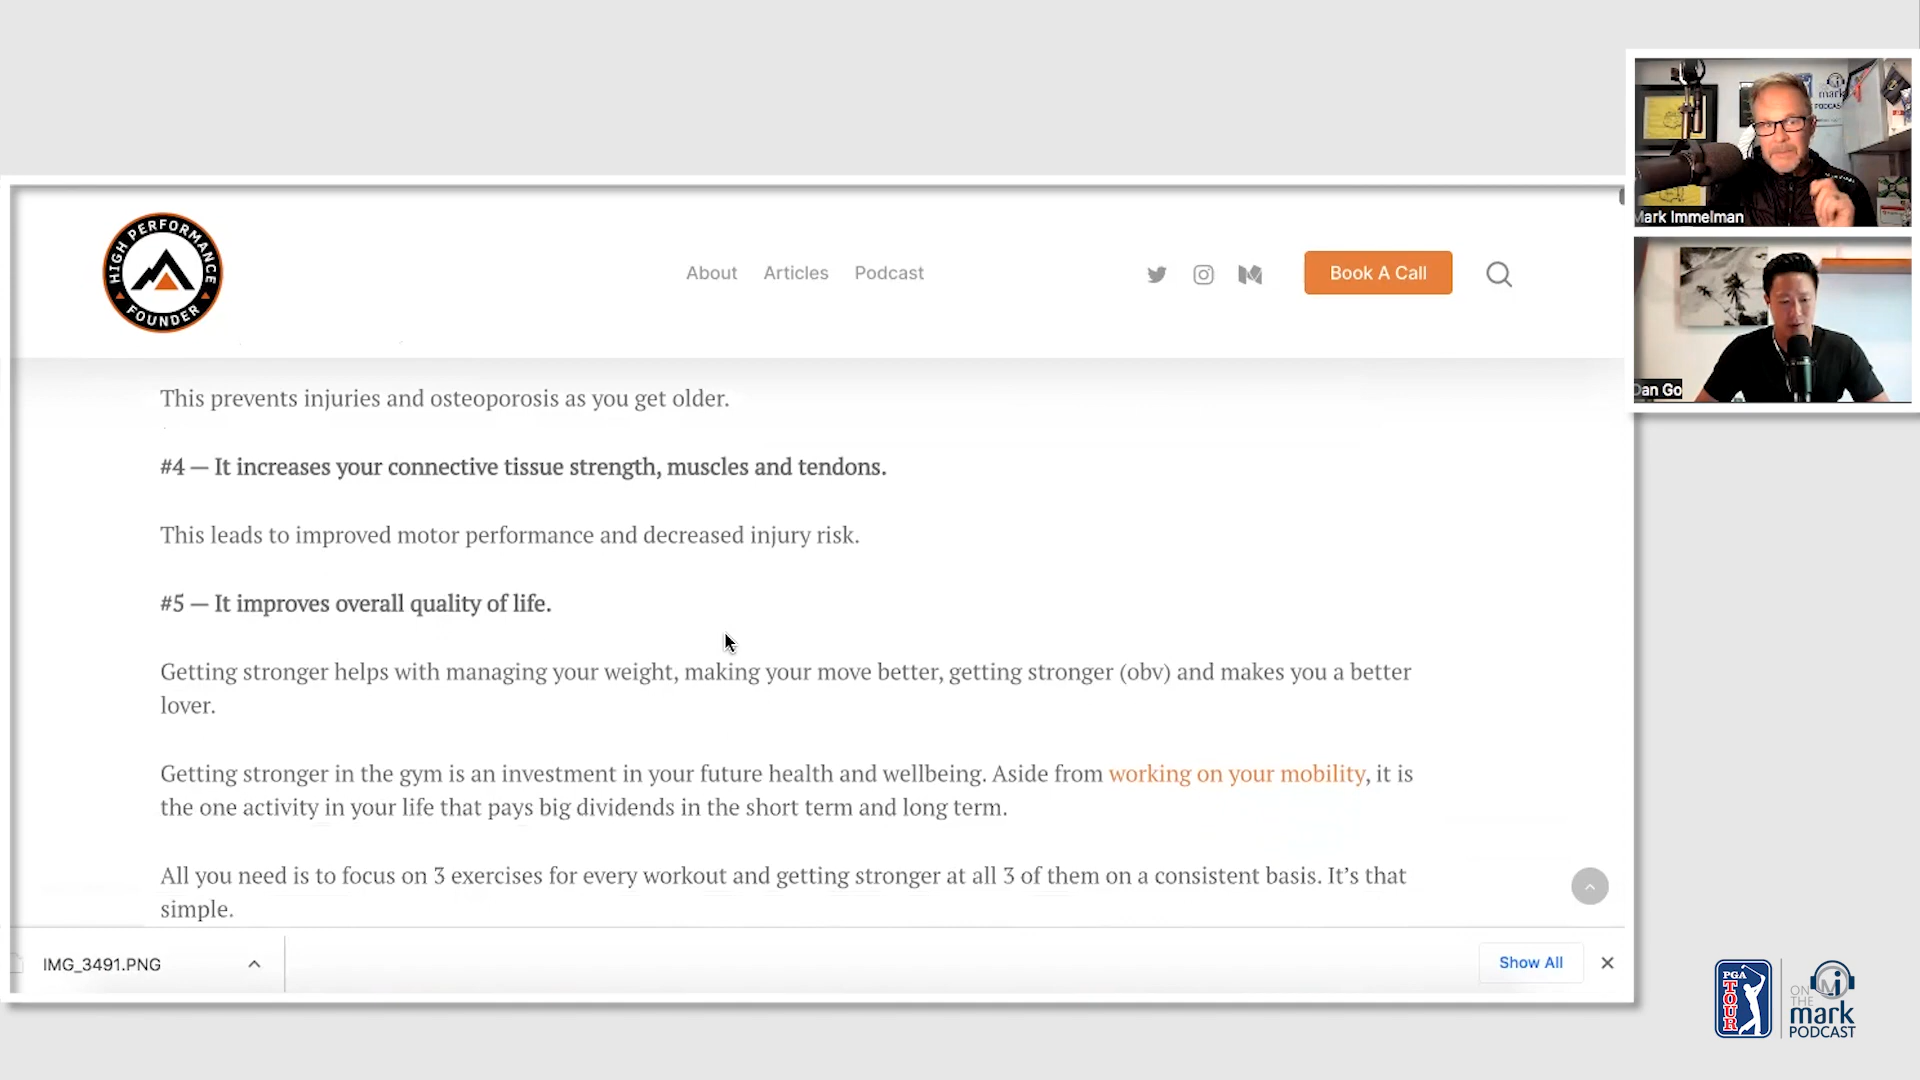 mark
PODCAST
Mark Immelman
HIGH PERFORMANCE
FOUNDER
About
Articles
Podcast
Book A Call
Dan Go
This prevents injuries and osteoporosis as you get older.
#4 — It increases your connective tissue strength, muscles and tendons.
This leads to improved motor performance and decreased injury risk.
#5 — It improves overall quality of life.
Getting stronger helps with managing your weight, making your move better, getting stronger (obv) and makes you a better
lover.
Getting stronger in the gym is an investment in your future health and wellbeing. Aside from working on your mobility, it is
the one activity in your life that pays big dividends in the short term and long term.
All you need is to focus on 3 exercises for every workout and getting stronger at all 3 of them on a consistent basis. It’s that
simple.
IMG_3491.PNG
Show All
PGA
TOUR
ON
THE
mark
PODCAST